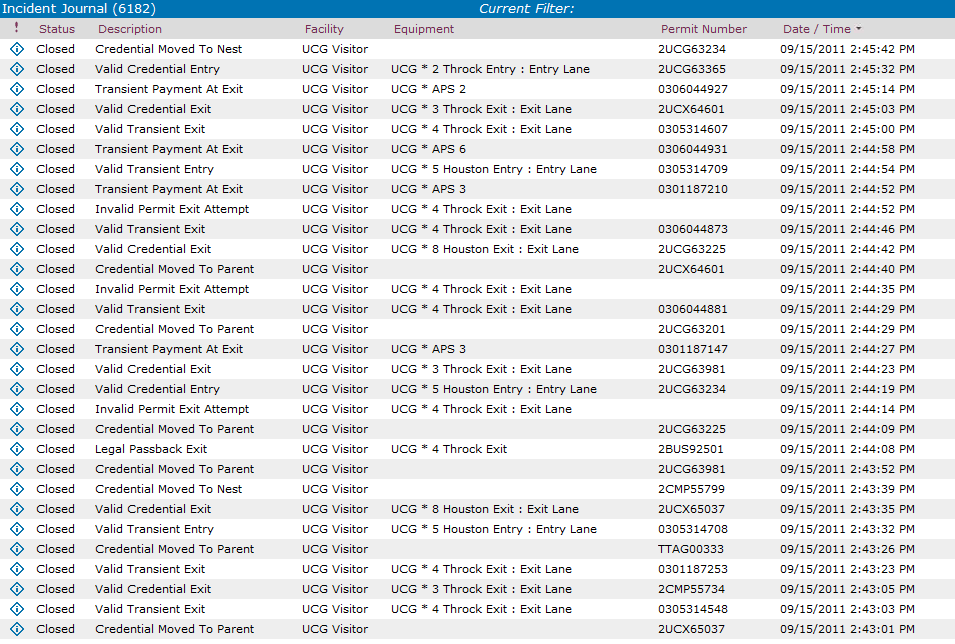 Incident Journal (6182) Current Filter:
! Status Description Facility Equipment Permit Number Date / Time
Closed Credential Moved To Nest UCG Visitor 2UCG63234 09/15/2011 2:45:42 PM
Closed Valid Credential Entry UCG Visitor UCG * 2 Throck Entry : Entry Lane 2UCG63365 09/15/2011 2:45:32 PM
Closed Transient Payment At Exit UCG Visitor UCG * APS 2 0306044927 09/15/2011 2:45:14 PM
Closed Valid Credential Exit UCG Visitor UCG * 3 Throck Exit : Exit Lane 2UCX64601 09/15/2011 2:45:03 PM
Closed Valid Transient Exit UCG Visitor UCG * 4 Throck Exit : Exit Lane 0305314607 09/15/2011 2:45:00 PM
Closed Transient Payment At Exit UCG Visitor UCG * APS 6 0306044931 09/15/2011 2:44:58 PM
Closed Valid Transient Entry UCG Visitor UCG * 5 Houston Entry : Entry Lane 0305314709 09/15/2011 2:44:54 PM
Closed Transient Payment At Exit UCG Visitor UCG * APS 3 0301187210 09/15/2011 2:44:52 PM
Closed Invalid Permit Exit Attempt UCG Visitor UCG * 4 Throck Exit : Exit Lane 09/15/2011 2:44:52 PM
Closed Valid Transient Exit UCG Visitor UCG * 4 Throck Exit : Exit Lane 0306044873 09/15/2011 2:44:46 PM
Closed Valid Credential Exit UCG Visitor UCG * 8 Houston Exit : Exit Lane 2UCG63225 09/15/2011 2:44:42 PM
Closed Credential Moved To Parent UCG Visitor 2UCX64601 09/15/2011 2:44:40 PM
Closed Invalid Permit Exit Attempt UCG Visitor UCG * 4 Throck Exit : Exit Lane 09/15/2011 2:44:35 PM
Closed Valid Transient Exit UCG Visitor UCG * 4 Throck Exit : Exit Lane 0306044881 09/15/2011 2:44:29 PM
Closed Credential Moved To Parent UCG Visitor 2UCG63201 09/15/2011 2:44:29 PM
Closed Transient Payment At Exit UCG Visitor UCG * APS 3 0301187147 09/15/2011 2:44:27 PM
Closed Valid Credential Exit UCG Visitor UCG * 3 Throck Exit : Exit Lane 2UCG63981 09/15/2011 2:44:23 PM
Closed Valid Credential Entry UCG Visitor UCG * 5 Houston Entry : Entry Lane 2UCG63234 09/15/2011 2:44:19 PM
Closed Invalid Permit Exit Attempt UCG Visitor UCG * 4 Throck Exit : Exit Lane 09/15/2011 2:44:14 PM
Closed Credential Moved To Parent UCG Visitor 2UCG63225 09/15/2011 2:44:09 PM
Closed Legal Passback Exit UCG Visitor UCG * 4 Throck Exit 2BUS92501 09/15/2011 2:44:08 PM
Closed Credential Moved To Parent UCG Visitor 2UCG63981 09/15/2011 2:43:52 PM
Closed Credential Moved To Nest UCG Visitor 2CMP55799 09/15/2011 2:43:39 PM
Closed Valid Credential Exit UCG Visitor UCG * 8 Houston Exit : Exit Lane 2UCX65037 09/15/2011 2:43:35 PM
Closed Valid Transient Entry UCG Visitor UCG * 5 Houston Entry : Entry Lane 0305314708 09/15/2011 2:43:32 PM
Closed Credential Moved To Parent UCG Visitor TTAG00333 09/15/2011 2:43:26 PM
Closed Valid Transient Exit UCG Visitor UCG * 4 Throck Exit : Exit Lane 0301187253 09/15/2011 2:43:23 PM
Closed Valid Credential Exit UCG Visitor UCG * 3 Throck Exit : Exit Lane 2CMP55734 09/15/2011 2:43:05 PM
Closed Valid Transient Exit UCG Visitor UCG * 4 Throck Exit : Exit Lane 0305314548 09/15/2011 2:43:03 PM
Closed Credential Moved To Parent UCG Visitor 2UCX65037 09/15/2011 2:43:01 PM